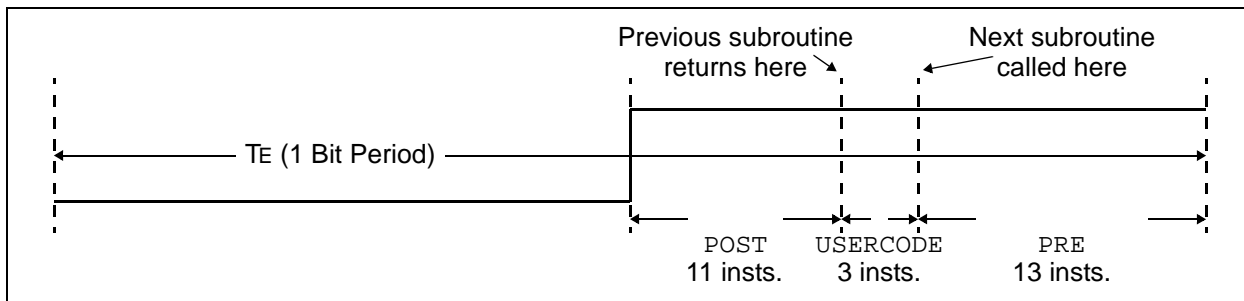 Previous subroutine
returns here
Next subroutine
called here
TE (1 Bit Period)
POST
11 insts.
USERCODE
3 insts.
PRE
13 insts.